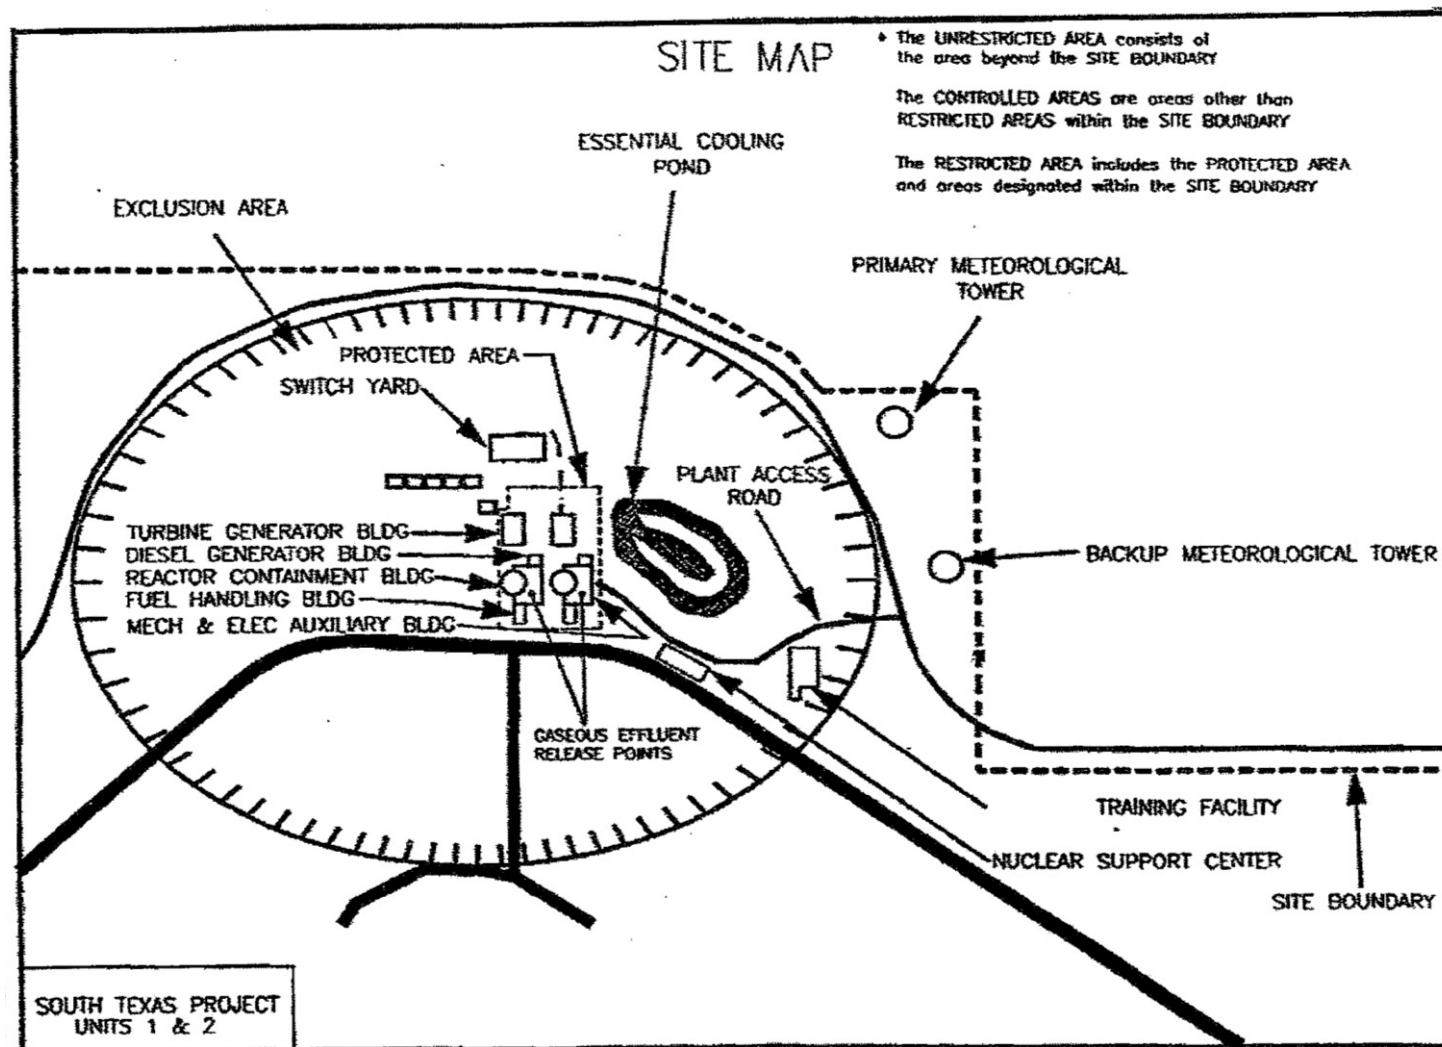 SITE MAP
* The UNRESTRICTED AREA consists of
the area beyond the SITE BOUNDARY
The CONTROLLED AREAS are areas other than
RESTRICTED AREAS within the SITE BOUNDARY
The RESTRICTED AREA includes the PROTECTED AREA
and areas designated within the SITE BOUNDARY
ESSENTIAL COOLING
POND
EXCLUSION AREA
PRIMARY METEOROLOGICAL
TOWER
PROTECTED AREA
SWITCH YARD
PLANT ACCESS
ROAD
TURBINE GENERATOR BLDG
DIESEL GENERATOR BLDG
REACTOR CONTAINMENT BLDG
FUEL HANDLING BLDG
MECH & ELEC AUXILIARY BLDG
BACKUP METEOROLOGICAL TOWER
GASEOUS EFFLUENT
RELEASE POINTS
TRAINING FACILITY
NUCLEAR SUPPORT CENTER
SITE BOUNDARY
SOUTH TEXAS PROJECT
UNITS 1 & 2